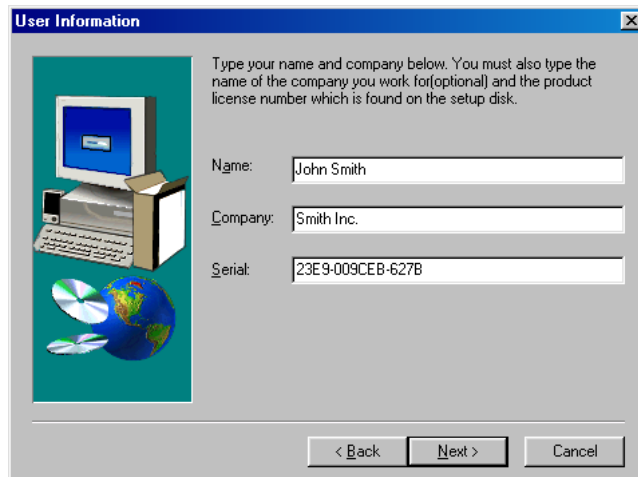 User Information
Type your name and company below. You must also type the
name of the company you work for(optional) and the product
license number which is found on the setup disk.
Name: John Smith
Company: Smith Inc.
Serial: 23E9-009CEB-627B
< Back Next > Cancel